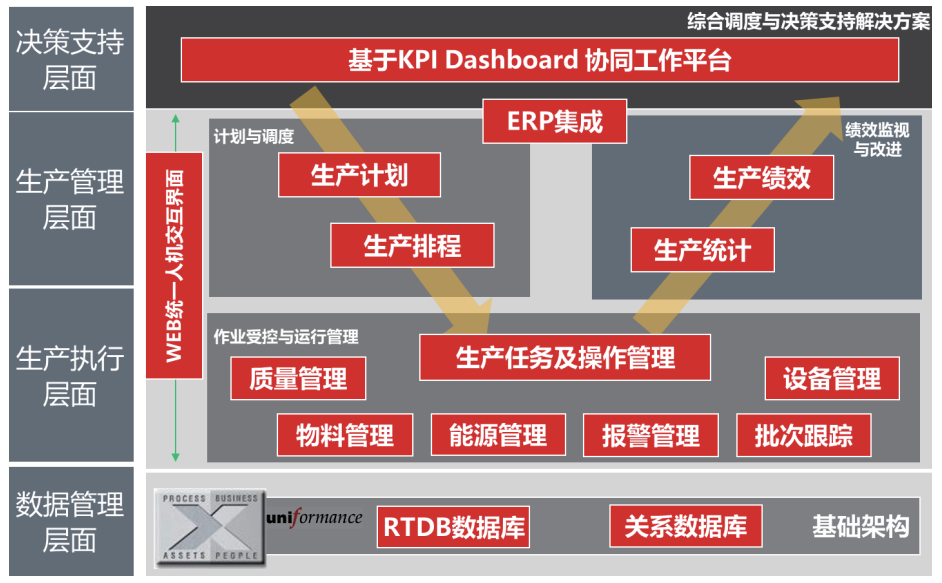 决策支持
层面
综合调度与决策支持解决方案
基于KPI Dashboard 协同工作平台
生产管理
层面
WEB统一人机交互界面
ERP集成
计划与调度
生产计划
生产排程
绩效监视
与改进
生产绩效
生产统计
生产执行
层面
作业受控与运行管理
生产任务及操作管理
质量管理
设备管理
物料管理
能源管理
报警管理
批次跟踪
数据管理
层面
PROCESS BUSINESS
X
ASSETS PEOPLE
uniformance
RTDB数据库
关系数据库
基础架构